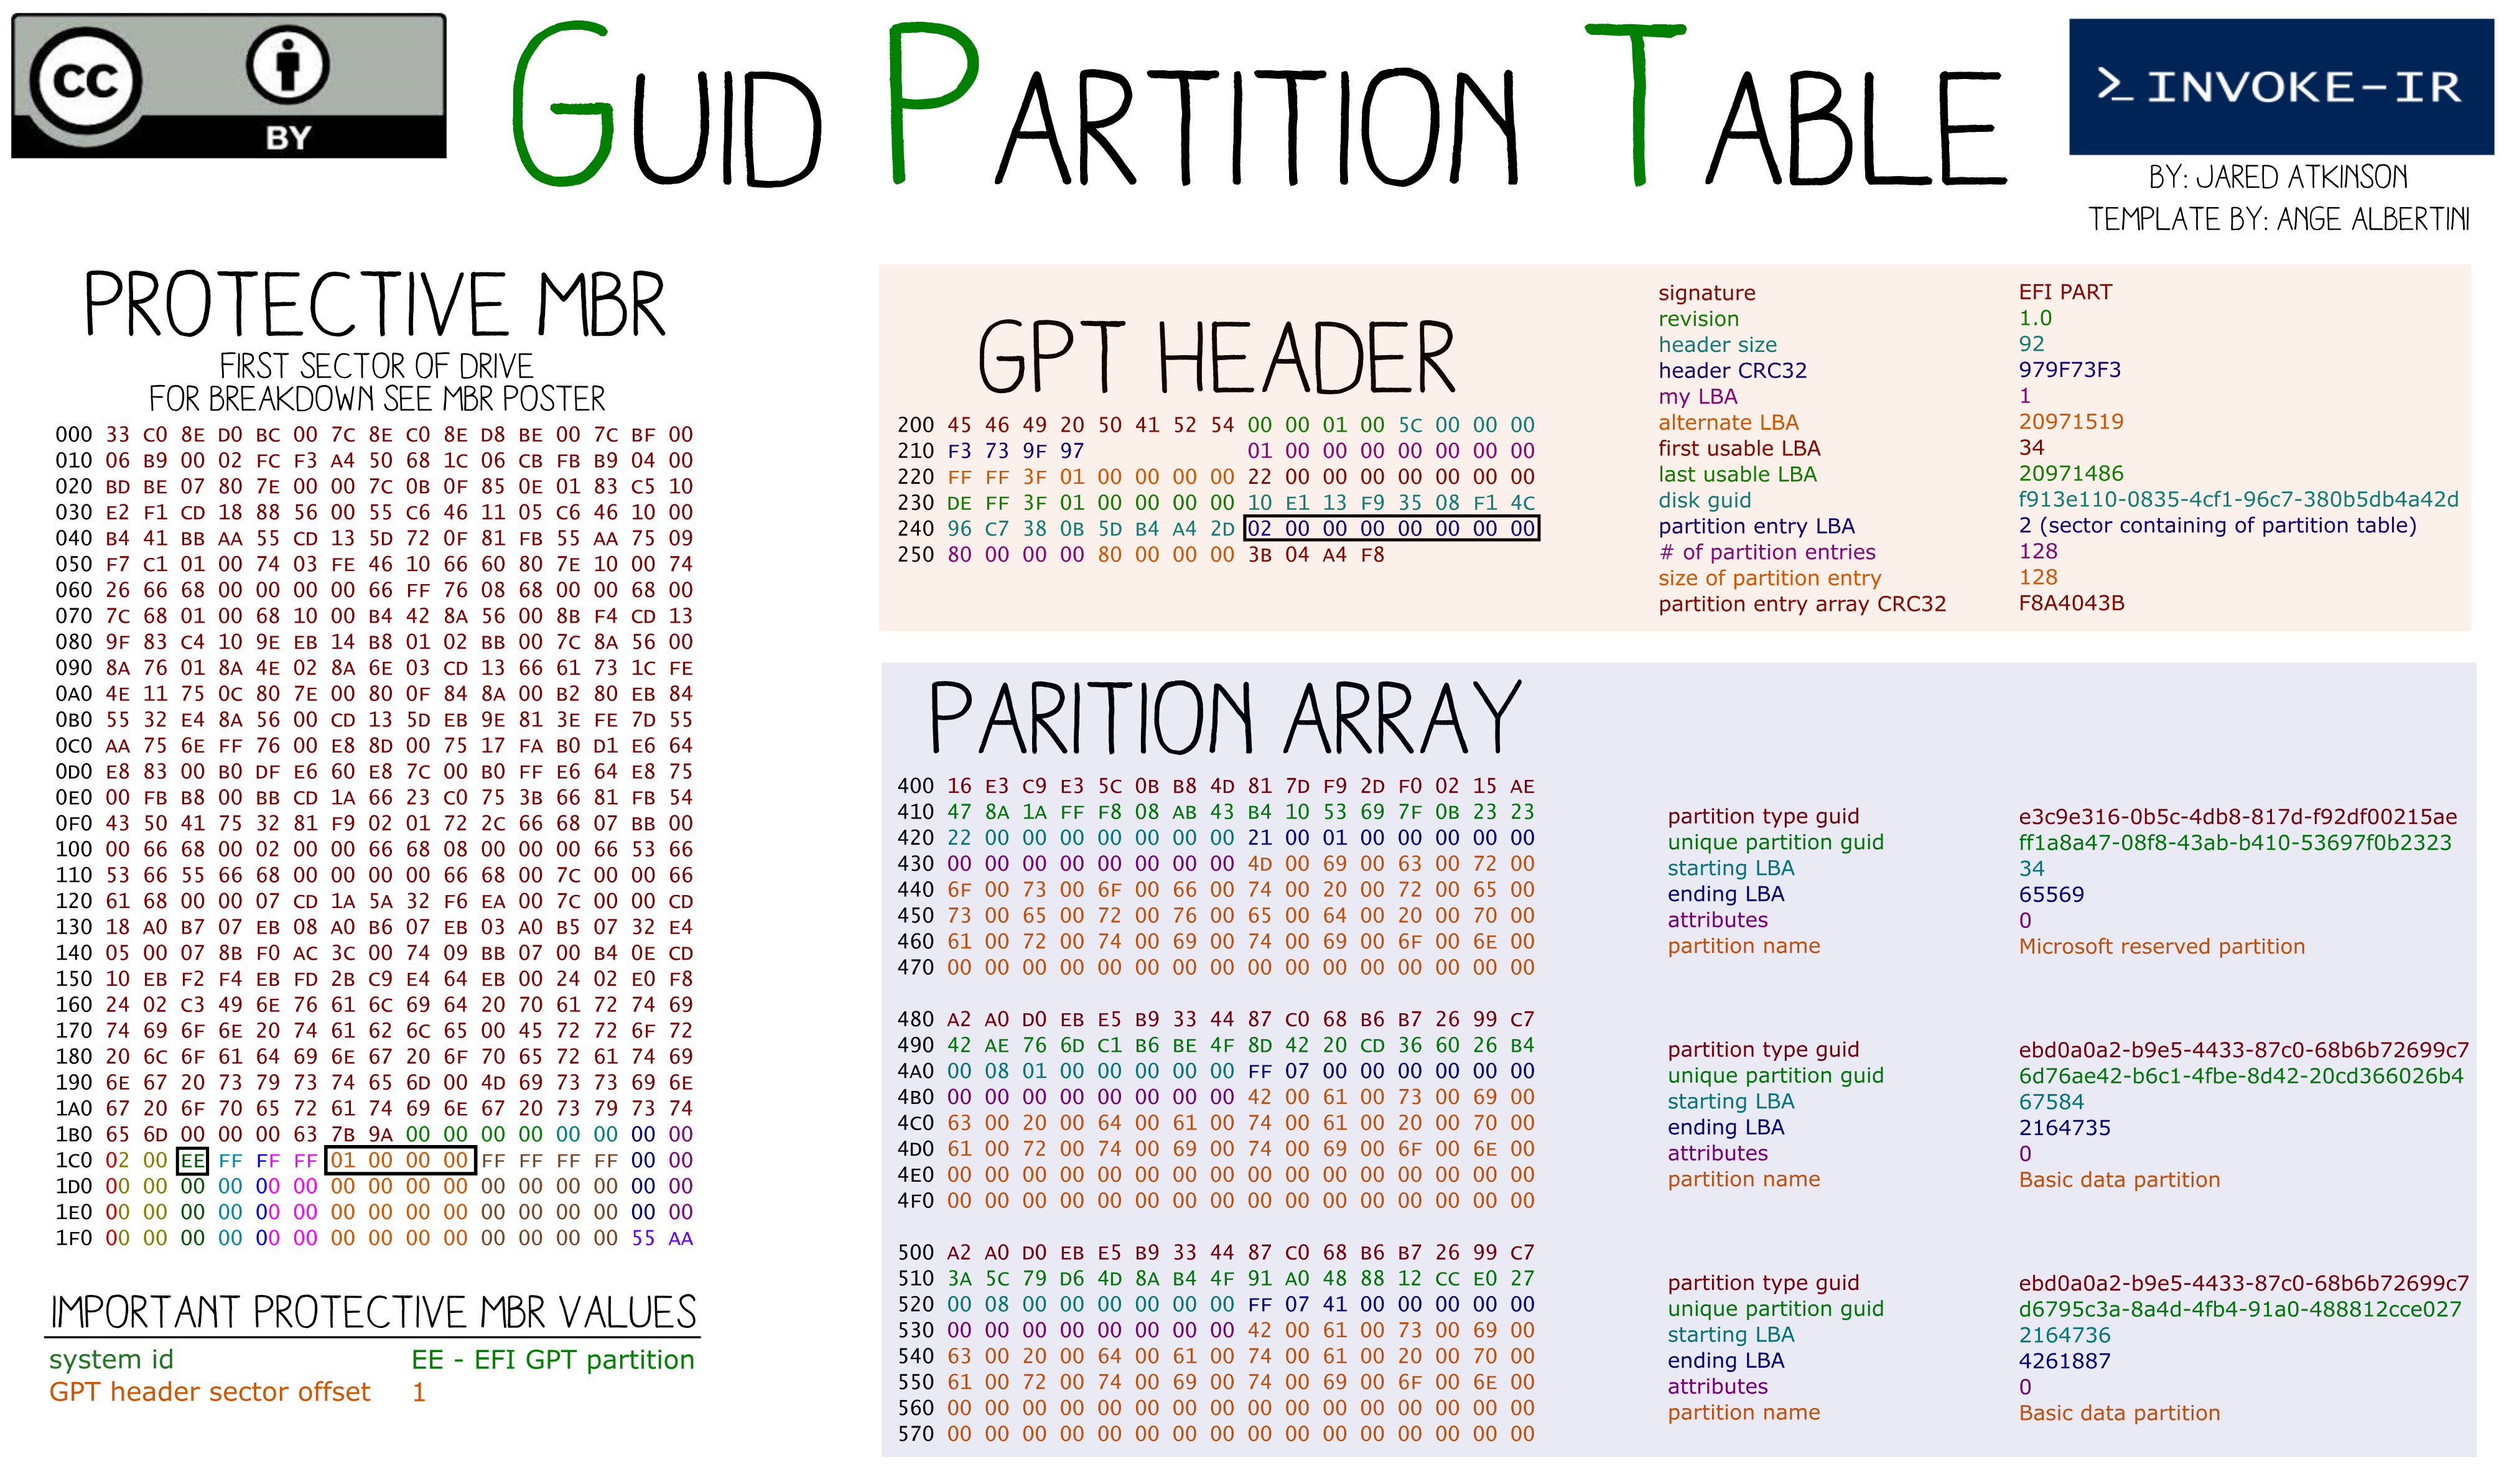 CC
BY
GUID PARTITION TABLE
>_ INVOKE-IR
BY: JARED ATKINSON
TEMPLATE BY: ANGE ALBERTINI
PROTECTIVE MBR
FIRST SECTOR OF DRIVE
FOR BREAKDOWN SEE MBR POSTER
000 33 C0 8E D0 BC 00 7C 8E C0 8E D8 BE 00 7C BF 00
010 06 B9 00 02 FC F3 A4 50 68 1C 06 CB FB B9 04 00
020 BD BE 07 80 7E 00 00 7C 0B 0F 85 0E 01 83 C5 10
030 E2 F1 CD 18 88 56 00 55 C6 46 11 05 C6 46 10 00
040 B4 41 BB AA 55 CD 13 5D 72 0F 81 FB 55 AA 75 09
050 F7 C1 01 00 74 03 FE 46 10 66 60 80 7E 10 00 74
060 26 66 68 00 00 00 00 66 FF 76 08 68 00 00 68 00
070 7C 68 01 00 68 10 00 B4 42 8A 56 00 8B F4 CD 13
080 9F 83 C4 10 9E EB 14 B8 01 02 BB 00 7C 8A 56 00
090 8A 76 01 8A 4E 02 8A 6E 03 CD 13 66 61 73 1C FE
0A0 4E 11 75 0C 80 7E 00 80 0F 84 8A 00 B2 80 EB 84
0B0 55 32 E4 8A 56 00 CD 13 5D EB 9E 81 3E FE 7D 55
0C0 AA 75 6E FF 76 00 E8 8D 00 75 17 FA B0 D1 E6 64
0D0 E8 83 00 B0 DF E6 60 E8 7C 00 B0 FF E6 64 E8 75
0E0 00 FB B8 00 BB CD 1A 66 23 C0 75 3B 66 81 FB 54
0F0 43 50 41 75 32 81 F9 02 01 72 2C 66 68 07 BB 00
100 00 66 68 00 02 00 00 66 68 08 00 00 00 66 53 66
110 53 66 55 66 68 00 00 00 00 66 68 00 7C 00 00 66
120 61 68 00 00 07 CD 1A 5A 32 F6 EA 00 7C 00 00 CD
130 18 A0 B7 07 EB 08 A0 B6 07 EB 03 A0 B5 07 32 E4
140 05 00 07 8B F0 AC 3C 00 74 09 BB 07 00 B4 0E CD
150 10 EB F2 F4 EB FD 2B C9 E4 64 EB 00 24 02 E0 F8
160 24 02 C3 49 6E 76 61 6C 69 64 20 70 61 72 74 69
170 74 69 6F 6E 20 74 61 62 6C 65 00 45 72 72 6F 72
180 20 6C 6F 61 64 69 6E 67 20 6F 70 65 72 61 74 69
190 6E 67 20 73 79 73 74 65 6D 00 4D 69 73 73 69 6E
1A0 67 20 6F 70 65 72 61 74 69 6E 67 20 73 79 73 74
1B0 65 6D 00 00 00 63 7B 9A 00 00 00 00 00 00 00 00
1C0 02 00 EE FF FF FF 01 00 00 00 FF FF FF FF 00 00
1D0 00 00 00 00 00 00 00 00 00 00 00 00 00 00 00 00
1E0 00 00 00 00 00 00 00 00 00 00 00 00 00 00 00 00
1F0 00 00 00 00 00 00 00 00 00 00 00 00 00 00 55 AA
IMPORTANT PROTECTIVE MBR VALUES
system id EE - EFI GPT partition
GPT header sector offset 1
GPT HEADER
200 45 46 49 20 50 41 52 54 00 00 01 00 5C 00 00 00
210 F3 73 9F 97 01 00 00 00 00 00 00 00
220 FF FF 3F 01 00 00 00 00 22 00 00 00 00 00 00 00
230 DE FF 3F 01 00 00 00 00 10 E1 13 F9 35 08 F1 4C
240 96 C7 38 0B 5D B4 A4 2D 02 00 00 00 00 00 00 00
250 80 00 00 00 80 00 00 00 3B 04 A4 F8
signature EFI PART
revision 1.0
header size 92
header CRC32 979F73F3
my LBA 1
alternate LBA 20971519
first usable LBA 34
last usable LBA 20971486
disk guid f913e110-0835-4cf1-96c7-380b5db4a42d
partition entry LBA 2 (sector containing of partition table)
# of partition entries 128
size of partition entry 128
partition entry array CRC32 F8A4043B
PARITION ARRAY
400 16 E3 C9 E3 5C 0B B8 4D 81 7D F9 2D F0 02 15 AE
410 47 8A 1A FF F8 08 AB 43 B4 10 53 69 7F 0B 23 23
420 22 00 00 00 00 00 00 00 21 00 01 00 00 00 00 00
430 00 00 00 00 00 00 00 00 4D 00 69 00 63 00 72 00
440 6F 00 73 00 6F 00 66 00 74 00 20 00 72 00 65 00
450 73 00 65 00 72 00 76 00 65 00 64 00 20 00 70 00
460 61 00 72 00 74 00 69 00 74 00 69 00 6F 00 6E 00
470 00 00 00 00 00 00 00 00 00 00 00 00 00 00 00 00
partition type guid e3c9e316-0b5c-4db8-817d-f92df00215ae
unique partition guid ff1a8a47-08f8-43ab-b410-53697f0b2323
starting LBA 34
ending LBA 65569
attributes 0
partition name Microsoft reserved partition
480 A2 A0 D0 EB E5 B9 33 44 87 C0 68 B6 B7 26 99 C7
490 42 AE 76 6D C1 B6 BE 4F 8D 42 20 CD 36 60 26 B4
4A0 00 08 01 00 00 00 00 00 FF 07 00 00 00 00 00 00
4B0 00 00 00 00 00 00 00 00 42 00 61 00 73 00 69 00
4C0 63 00 20 00 64 00 61 00 74 00 61 00 20 00 70 00
4D0 61 00 72 00 74 00 69 00 74 00 69 00 6F 00 6E 00
4E0 00 00 00 00 00 00 00 00 00 00 00 00 00 00 00 00
4F0 00 00 00 00 00 00 00 00 00 00 00 00 00 00 00 00
partition type guid ebd0a0a2-b9e5-4433-87c0-68b6b72699c7
unique partition guid 6d76ae42-b6c1-4fbe-8d42-20cd366026b4
starting LBA 67584
ending LBA 2164735
attributes 0
partition name Basic data partition
500 A2 A0 D0 EB E5 B9 33 44 87 C0 68 B6 B7 26 99 C7
510 3A 5C 79 D6 4D 8A B4 4F 91 A0 48 88 12 CC E0 27
520 00 08 00 00 00 00 00 00 FF 07 41 00 00 00 00 00
530 00 00 00 00 00 00 00 00 42 00 61 00 73 00 69 00
540 63 00 20 00 64 00 61 00 74 00 61 00 20 00 70 00
550 61 00 72 00 74 00 69 00 74 00 69 00 6F 00 6E 00
560 00 00 00 00 00 00 00 00 00 00 00 00 00 00 00 00
570 00 00 00 00 00 00 00 00 00 00 00 00 00 00 00 00
partition type guid ebd0a0a2-b9e5-4433-87c0-68b6b72699c7
unique partition guid d6795c3a-8a4d-4fb4-91a0-488812cce027
starting LBA 2164736
ending LBA 4261887
attributes 0
partition name Basic data partition